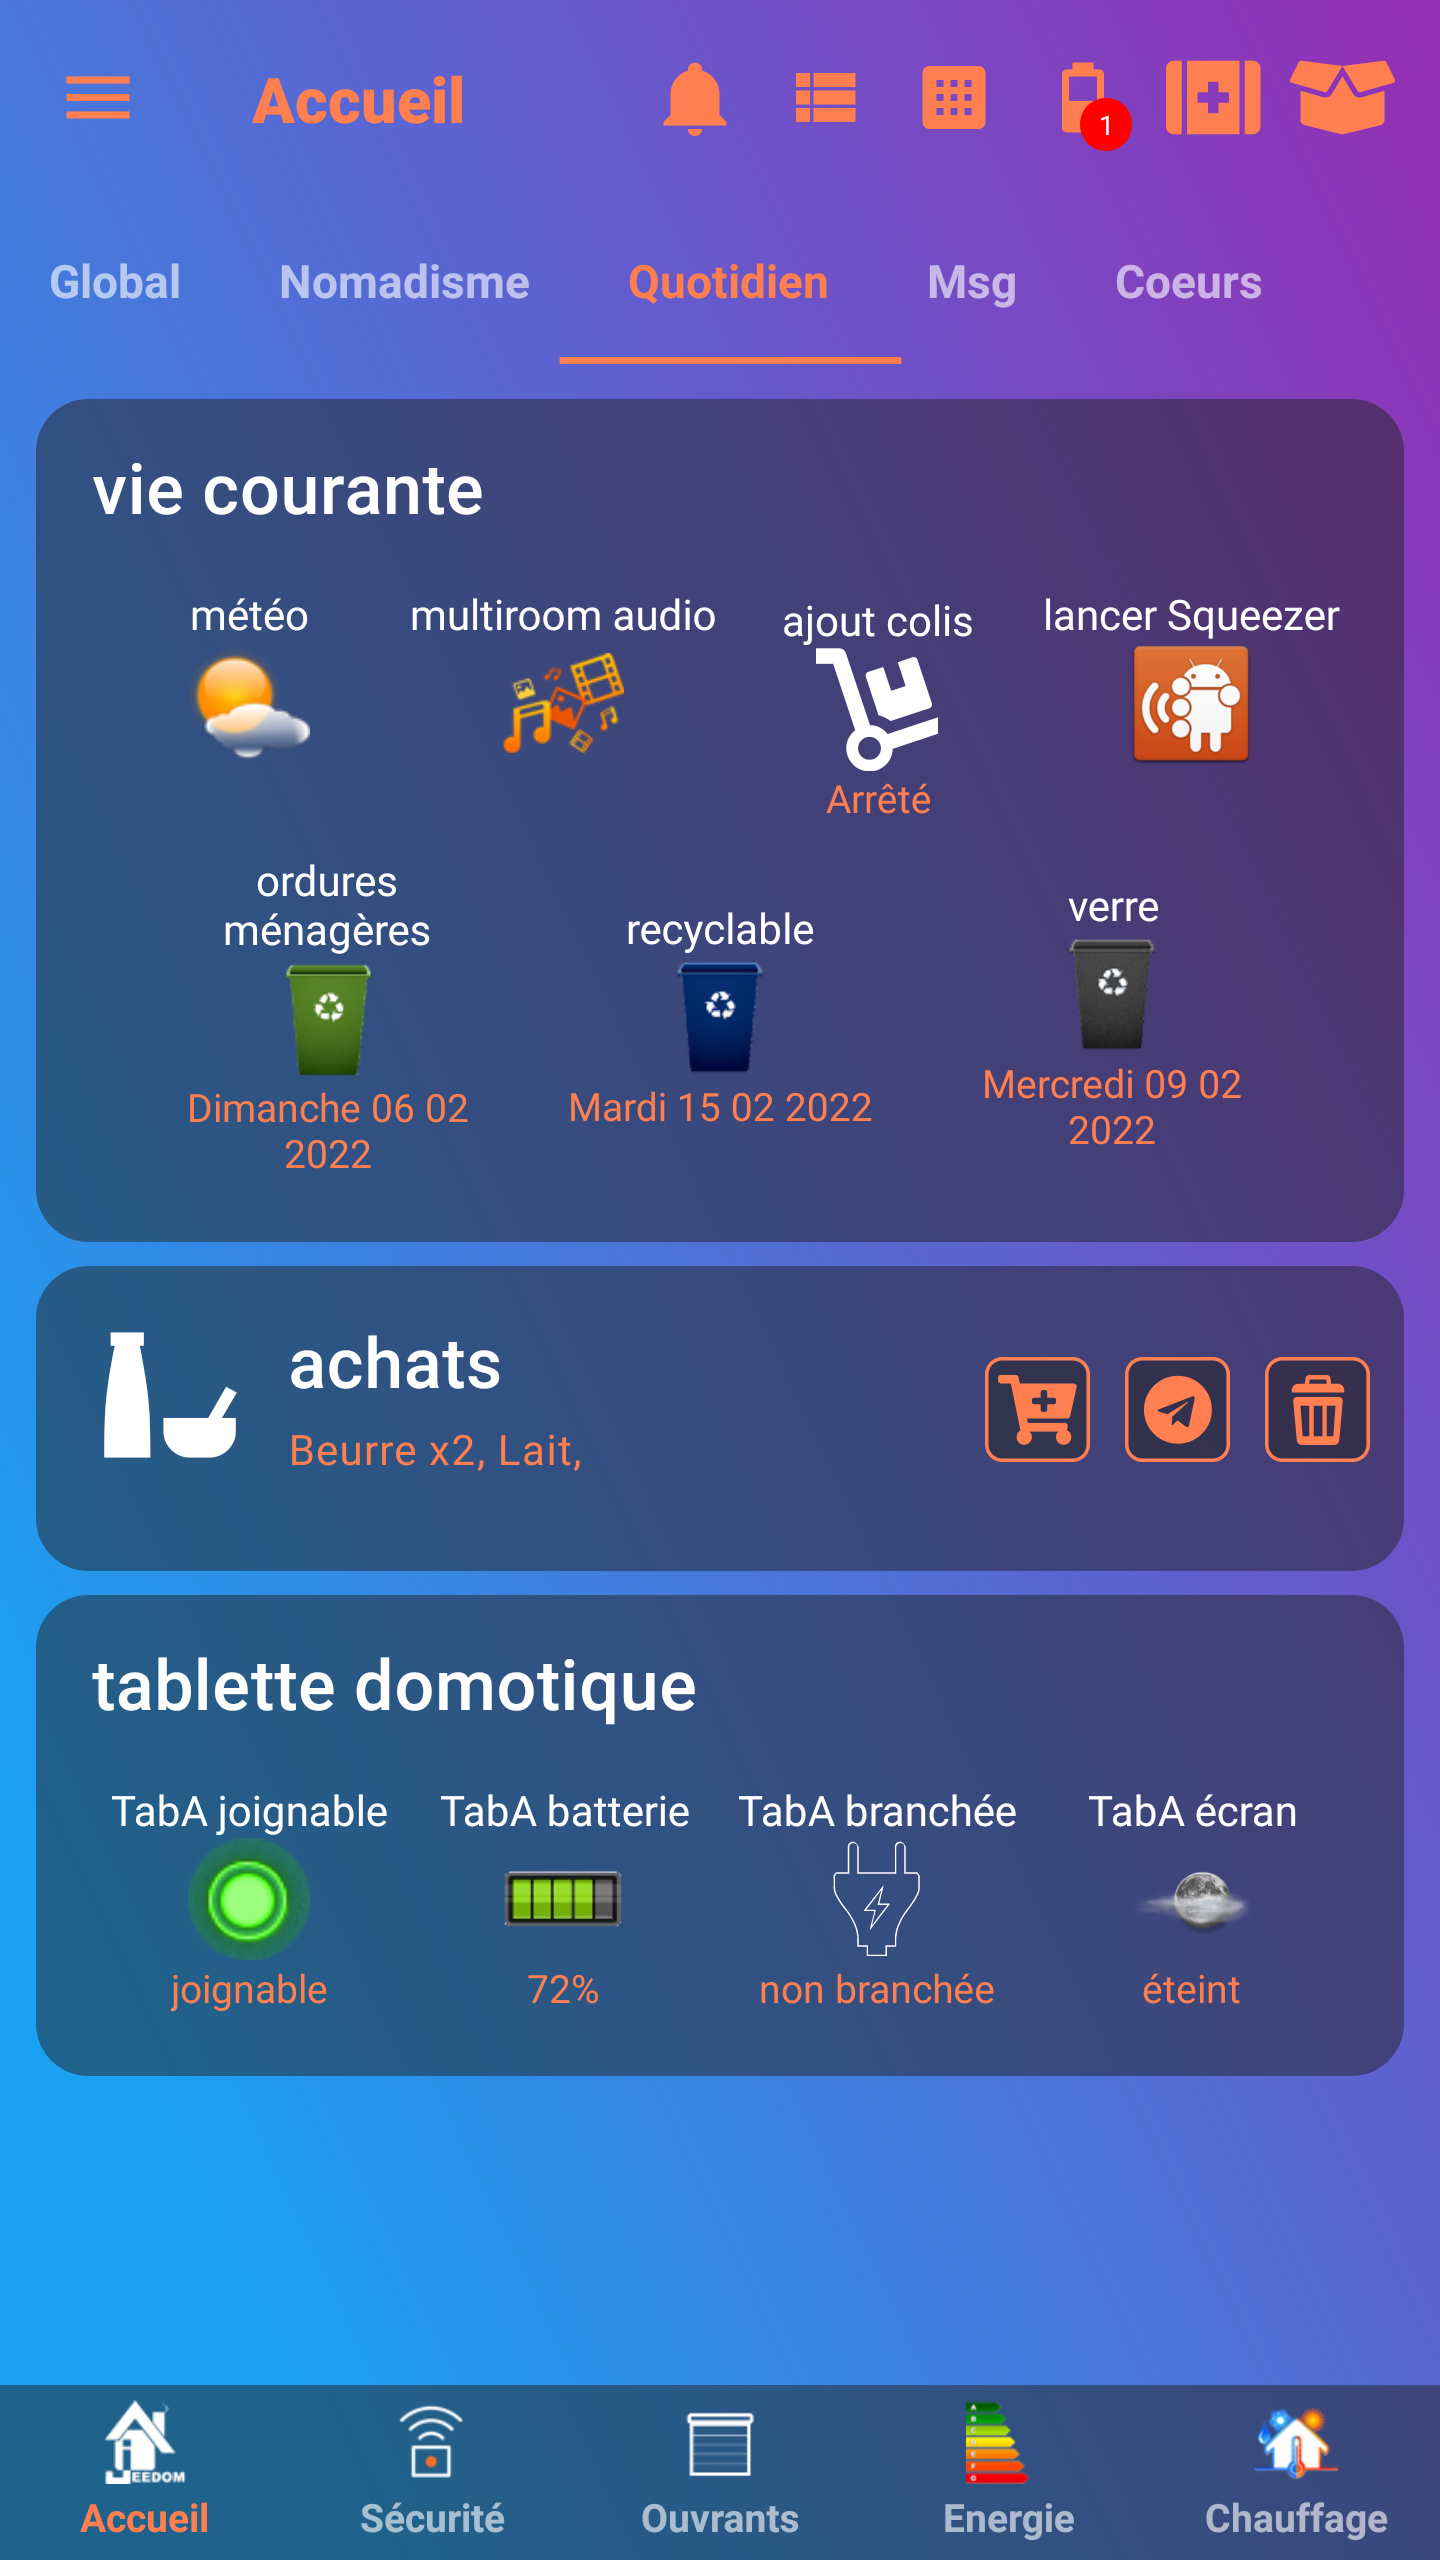 Accueil
1
Global Nomadisme Quotidien Msg Coeurs
vie courante
météo multiroom audio ajout colis lancer Squeezer
Arrêté
ordures
ménagères
recyclable
verre
Dimanche 06 02
2022
Mardi 15 02 2022
Mercredi 09 02
2022
achats
Beurre x2, Lait,
tablette domotique
TabA joignable TabA batterie TabA branchée TabA écran
joignable 72% non branchée éteint
JEEDOM
Accueil Sécurité Ouvrants Energie Chauffage